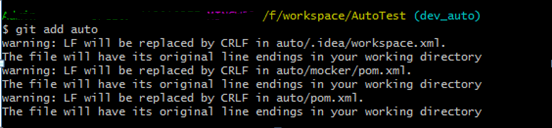 /f/workspace/AutoTest (dev_auto)
$ git add auto
warning: LF will be replaced by CRLF in auto/.idea/workspace.xml.
The file will have its original line endings in your working directory
warning: LF will be replaced by CRLF in auto/mocker/pom.xml.
The file will have its original line endings in your working directory
warning: LF will be replaced by CRLF in auto/pom.xml.
The file will have its original line endings in your working directory